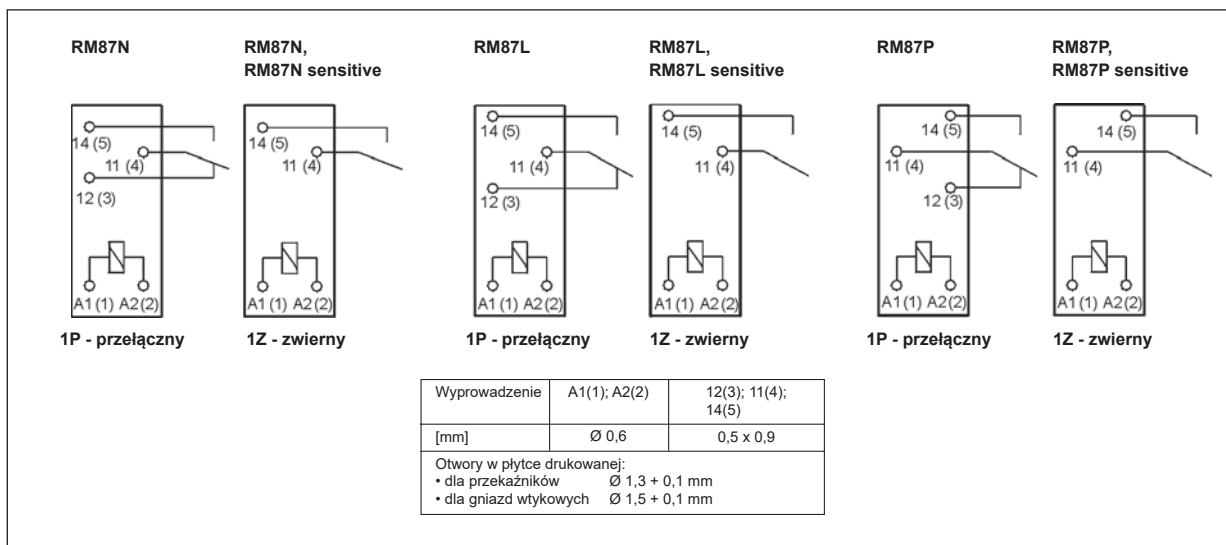 RM87N
RM87N,
RM87N sensitive
RM87L
RM87L,
RM87L sensitive
RM87P
RM87P,
RM87P sensitive
14 (5)
11 (4)
12 (3)
A1 (1) A2(2)
1P - przełączny
14 (5)
11 (4)
A1 (1) A2(2)
1Z - zwierny
14 (5)
11 (4)
12 (3)
A1 (1) A2(2)
1P - przełączny
14 (5)
11 (4)
A1 (1) A2(2)
1Z - zwierny
14 (5)
11 (4)
12 (3)
A1 (1) A2(2)
1P - przełączny
14 (5)
11 (4)
A1 (1) A2(2)
1Z - zwierny
Wyprowadzenie A1(1); A2(2) 12(3); 11(4);
14(5)
[mm] Ø 0,6 0,5 x 0,9
Otwory w płytce drukowanej:
• dla przekaźników Ø 1,3 + 0,1 mm
• dla gniazd wtykowych Ø 1,5 + 0,1 mm